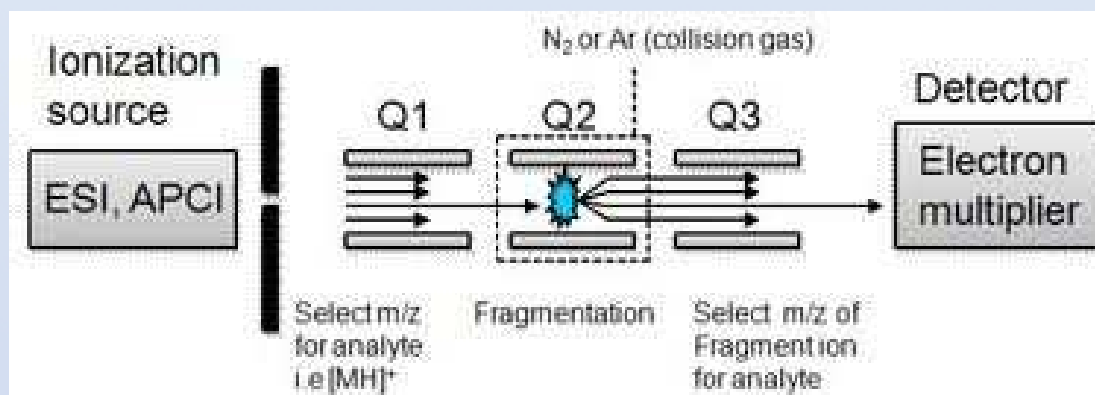 N₂ or Ar (collision gas)
Ionization
source
ESI, APCI
Q1
Q2
Q3
Detector
Electron
multiplier
Select m/z
for analyte
i.e [MH]⁺
Fragmentation
Select m/z of
Fragment ion
for analyte